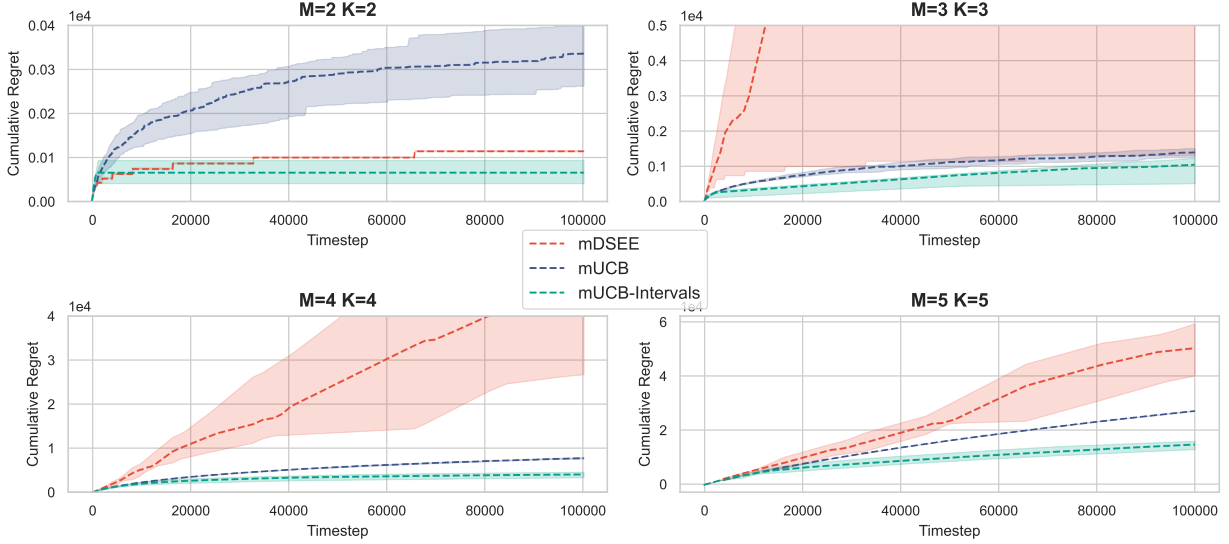 M=2 K=2
1e4
Cumulative Regret
0.04
0.03
0.02
0.01
0.00
0 20000 40000 60000 80000 100000
Timestep
M=3 K=3
1e4
Cumulative Regret
0.5
0.4
0.3
0.2
0.1
0.0
0 20000 40000 60000 80000 100000
Timestep
mDSEE
mUCB
mUCB-Intervals
M=4 K=4
1e4
Cumulative Regret
4
3
2
1
0
0 20000 40000 60000 80000 100000
Timestep
M=5 K=5
1e4
Cumulative Regret
6
4
2
0
0 20000 40000 60000 80000 100000
Timestep